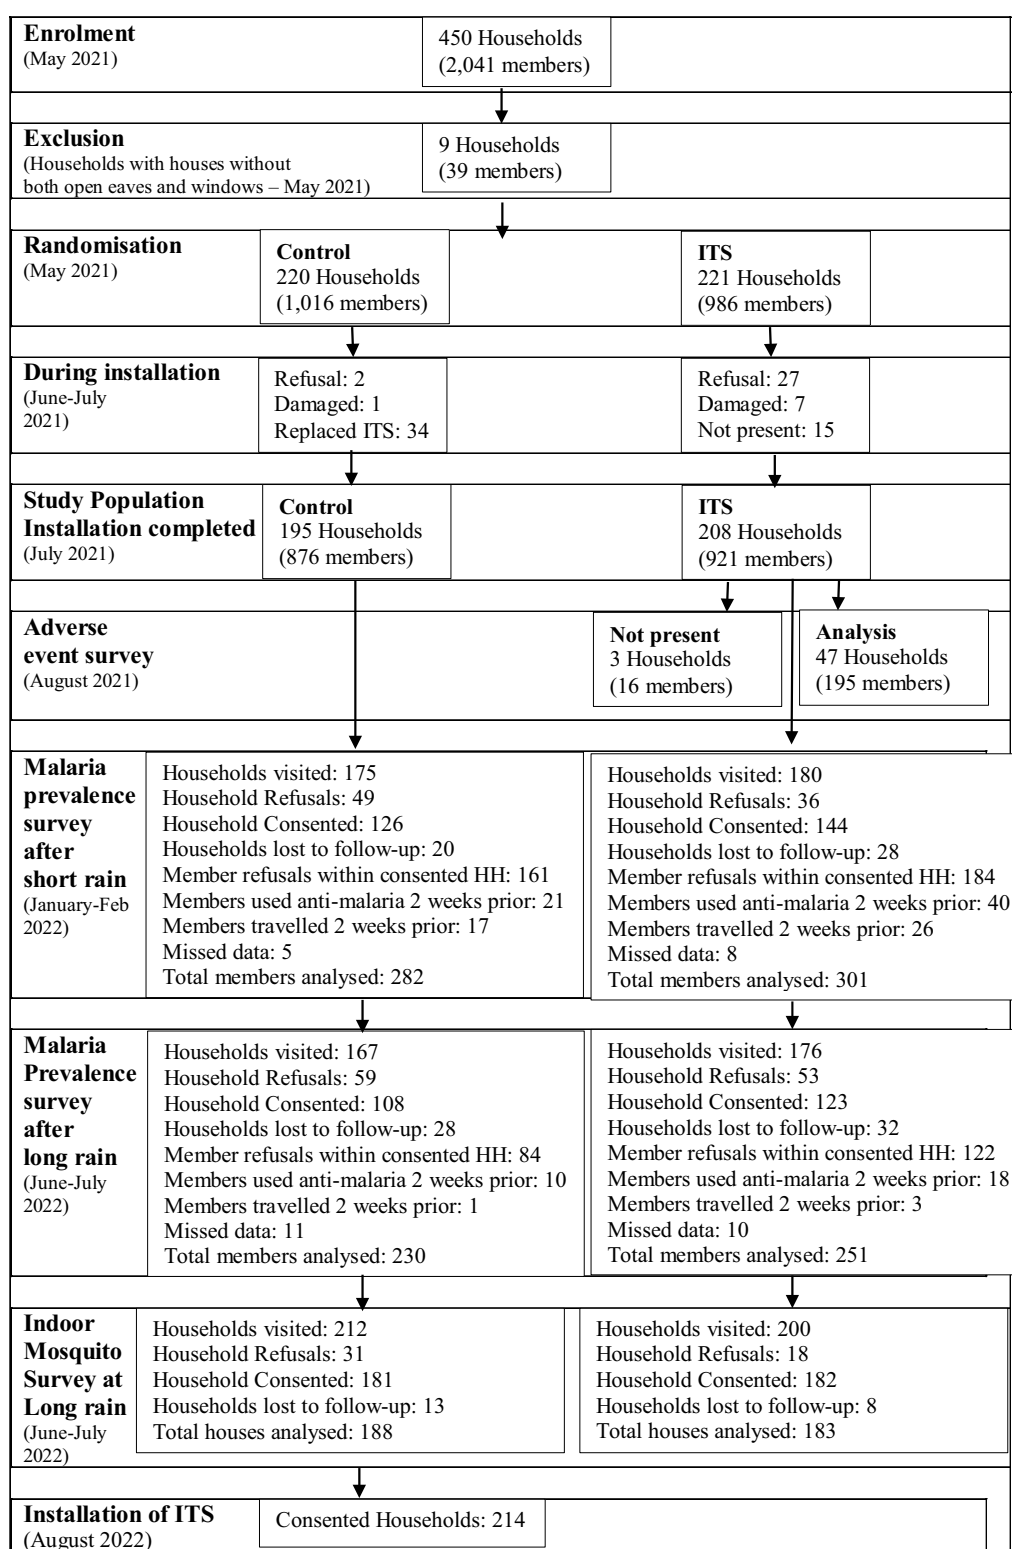 Enrolment
(May 2021)
450 Households
(2,041 members)
Exclusion
(Households with houses without
both open eaves and windows – May 2021)
9 Households
(39 members)
Randomisation
(May 2021)
Control
220 Households
(1,016 members)
ITS
221 Households
(986 members)
During installation
(June-July
2021)
Refusal: 2
Damaged: 1
Replaced ITS: 34
Refusal: 27
Damaged: 7
Not present: 15
Study Population
Installation completed
(July 2021)
Control
195 Households
(876 members)
ITS
208 Households
(921 members)
Adverse
event survey
(August 2021)
Not present
3 Households
(16 members)
Analysis
47 Households
(195 members)
Malaria
prevalence
survey
after
short rain
(January-Feb
2022)
Households visited: 175
Household Refusals: 49
Household Consented: 126
Households lost to follow-up: 20
Member refusals within consented HH: 161
Members used anti-malaria 2 weeks prior: 21
Members travelled 2 weeks prior: 17
Missed data: 5
Total members analysed: 282
Households visited: 180
Household Refusals: 36
Household Consented: 144
Households lost to follow-up: 28
Member refusals within consented HH: 184
Members used anti-malaria 2 weeks prior: 40
Members travelled 2 weeks prior: 26
Missed data: 8
Total members analysed: 301
Malaria
Prevalence
survey
after
long rain
(June-July
2022)
Households visited: 167
Household Refusals: 59
Household Consented: 108
Households lost to follow-up: 28
Member refusals within consented HH: 84
Members used anti-malaria 2 weeks prior: 10
Members travelled 2 weeks prior: 1
Missed data: 11
Total members analysed: 230
Households visited: 176
Household Refusals: 53
Household Consented: 123
Households lost to follow-up: 32
Member refusals within consented HH: 122
Members used anti-malaria 2 weeks prior: 18
Members travelled 2 weeks prior: 3
Missed data: 10
Total members analysed: 251
Indoor
Mosquito
Survey at
Long rain
(June-July
2022)
Households visited: 212
Household Refusals: 31
Household Consented: 181
Households lost to follow-up: 13
Total houses analysed: 188
Households visited: 200
Household Refusals: 18
Household Consented: 182
Households lost to follow-up: 8
Total houses analysed: 183
Installation of ITS
(August 2022)
Consented Households: 214